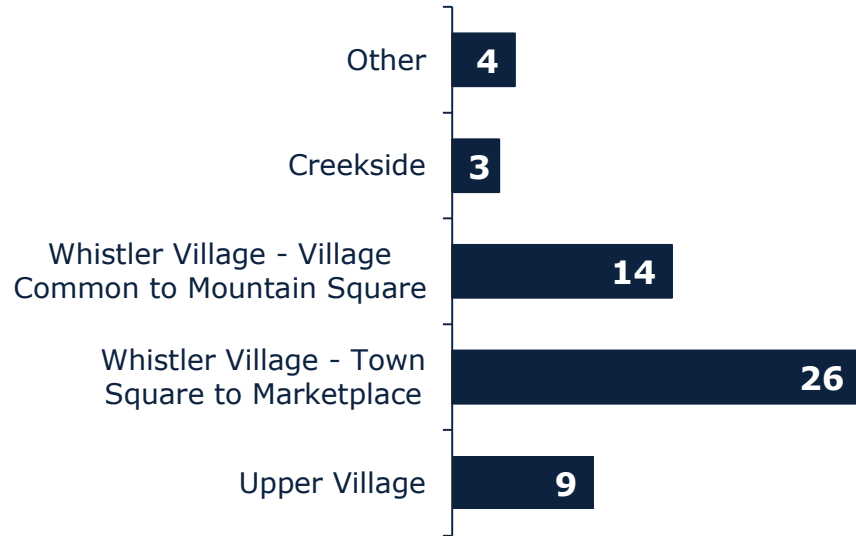 Other
4
Creekside
3
Whistler Village - Village
Common to Mountain Square
14
Whistler Village - Town
Square to Marketplace
26
Upper Village
9